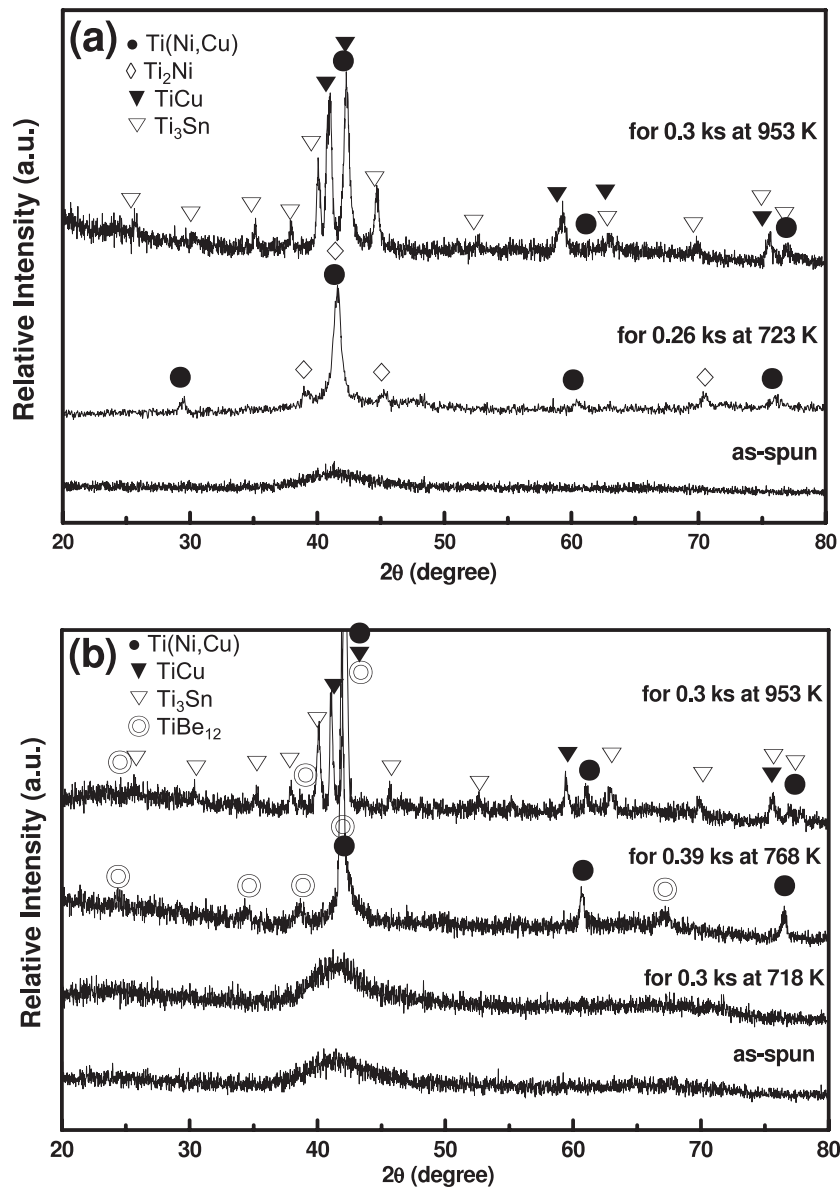 (a)
Ti(Ni,Cu)
Ti₂Ni
TiCu
Ti₃Sn
for 0.3 ks at 953 K
for 0.26 ks at 723 K
as-spun
Relative Intensity (a.u.)
20 30 40 50 60 70 80
2θ (degree)
(b)
Ti(Ni,Cu)
TiCu
Ti₃Sn
TiBe₁₂
for 0.3 ks at 953 K
for 0.39 ks at 768 K
for 0.3 ks at 718 K
as-spun
Relative Intensity (a.u.)
20 30 40 50 60 70 80
2θ (degree)